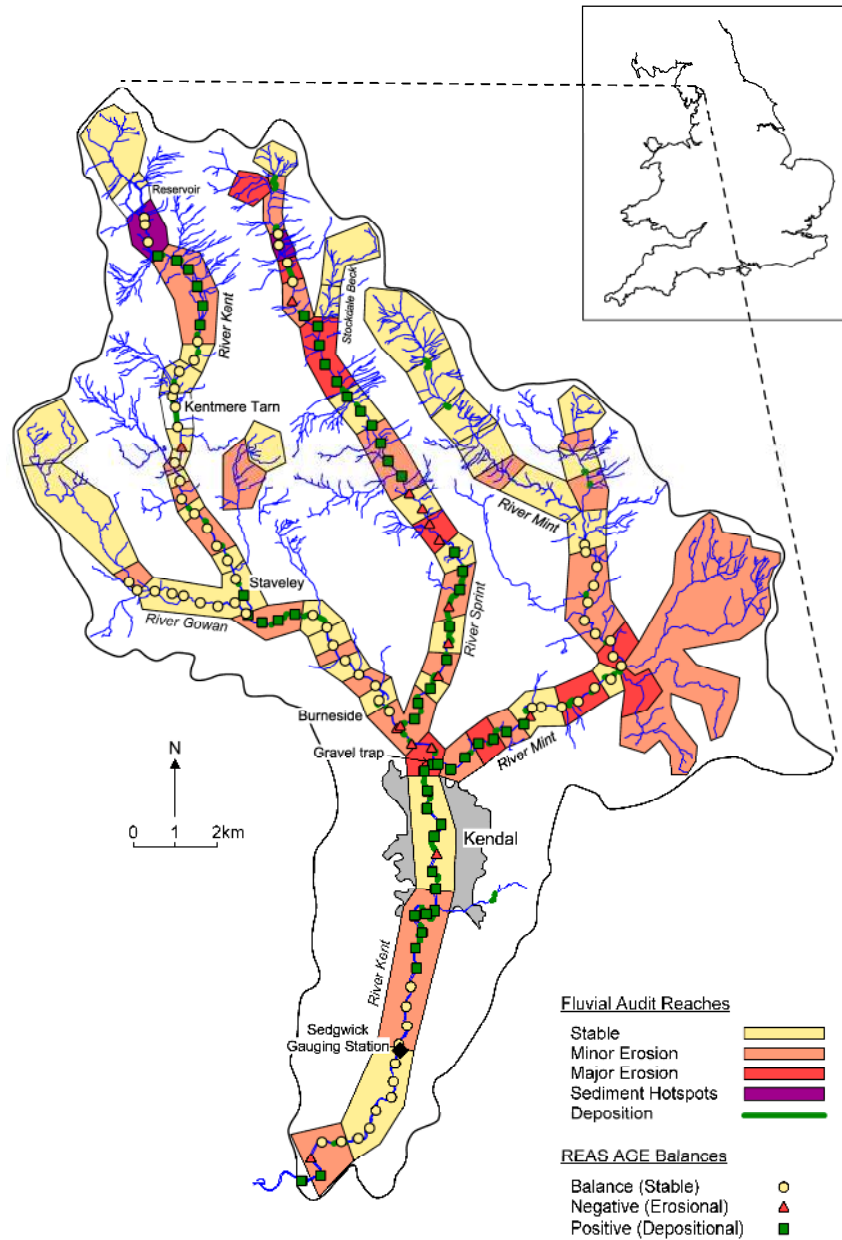 Reservoir
River Kent
Stockdale Beck
Kentmere Tarn
River Mint
Staveley
River Gowan
River Sprint
Burneside
Gravel trap
River Mint
N
0 1 2km
Kendal
River Kent
Sedgwick
Gauging Station
Fluvial Audit Reaches
Stable
Minor Erosion
Major Erosion
Sediment Hotspots
Deposition
REAS AGE Balances
Balance (Stable)
Negative (Erosional)
Positive (Depositional)